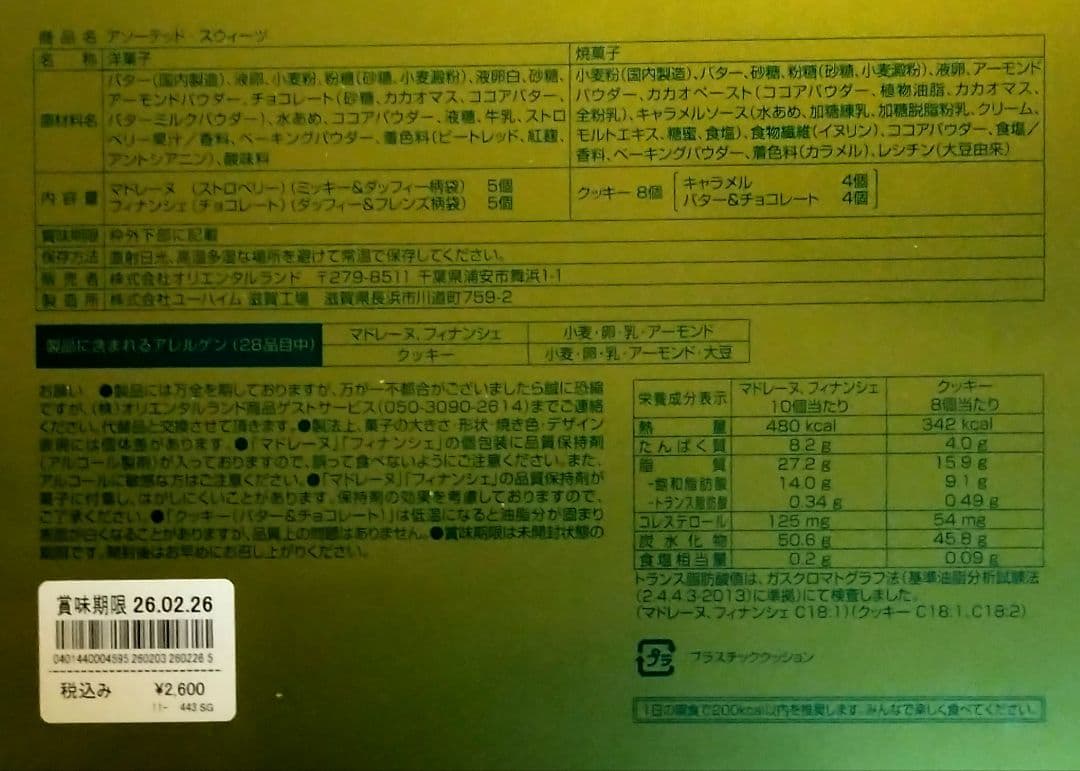 商品名 アソーテッド・スウィーツ
名称 洋菓子 焼菓子
原材料名
バター(国内製造)、液卵、小麦粉、粉糖(砂糖、小麦澱粉)、液卵白、砂糖、
アーモンドパウダー、チョコレート(砂糖、カカオマス、ココアバター、
バターミルクパウダー)、水あめ、ココアパウダー、液糖、牛乳、ストロ
ベリー果汁/香料、ベーキングパウダー、着色料(ビートレッド、紅麹、
アントシアニン)、酸味料
小麦粉(国内製造)、バター、砂糖、粉糖(砂糖、小麦澱粉)、液卵、アーモンド
パウダー、カカオペースト(ココアパウダー、植物油脂、カカオマス、
全粉乳)、キャラメルソース(水あめ、加糖練乳、加糖脱脂粉乳、クリーム、
モルトエキス、糖蜜、食塩)、食物繊維(イヌリン)、ココアパウダー、食塩/
香料、ベーキングパウダー、着色料(カラメル)、レシチン(大豆由来)
内容量
マドレーヌ (ストロベリー)(ミッキー&ダッフィー柄袋) 5個
フィナンシェ(チョコレート)(ダッフィー&フレンズ柄袋) 5個
クッキー 8個
キャラメル 4個
バター&チョコレート 4個
賞味期限 枠外下部に記載
保存方法 直射日光、高温多湿な場所を避けて常温で保存してください。
販売者 株式会社オリエンタルランド 〒279-8511 千葉県浦安市舞浜1-1
製造所 株式会社ユーハイム 滋賀工場 滋賀県長浜市川道町759-2
製品に含まれるアレルゲン(28品目中)
マドレーヌ、フィナンシェ 小麦・卵・乳・アーモンド
クッキー 小麦・卵・乳・アーモンド・大豆
お願い ●製品には万全を期しておりますが、万が一不都合がございましたら誠に恐縮
ですが、(株)オリエンタルランド商品ゲストサービス(050-3090-2614)までご連絡
ください。代替品と交換させて頂きます。●製法上、菓子の大きさ・形状・焼き色・デザイン
表現には個体差があります。●「マドレーヌ」「フィナンシェ」の個包装に品質保持剤
(アルコール製剤)が入っておりますので、誤って食べないようにご注意ください。また、
アルコールに敏感な方はご注意ください。●「マドレーヌ」「フィナンシェ」の品質保持剤が
菓子に付着し、はがしにくいことがあります。保持剤の効果を考慮しておりますので、
ご了承ください。●「クッキー(バター&チョコレート)」は低温になると油脂分が固まり
表面が白くなることがありますが、品質上の問題はありません。●賞味期限は未開封状態の
期限です。開封後はお早めにお召し上がりください。
栄養成分表示 マドレーヌ、フィナンシェ 10個当たり クッキー 8個当たり
熱量 480 kcal 342 kcal
たんぱく質 8.2 g 4.0 g
脂質 27.2 g 15.9 g
-飽和脂肪酸 14.0 g 9.1 g
-トランス脂肪酸 0.34 g 0.49 g
コレステロール 125 mg 54 mg
炭水化物 50.6 g 45.8 g
食塩相当量 0.2 g 0.09 g
トランス脂肪酸値は、ガスクロマトグラフ法(基準油脂分析試験法
(2.4.4.3-2013)に準拠)にて検査しました。
(マドレーヌ、フィナンシェ C18:1)(クッキー C18:1、C18:2)
プラ プラスチッククッション
1日の間食で200kcal以内を推奨します。みんなで楽しく食べてください。
賞味期限 26.02.26
0401440004595 260203 260226 5
税込み ¥2,600
11- 443 SG